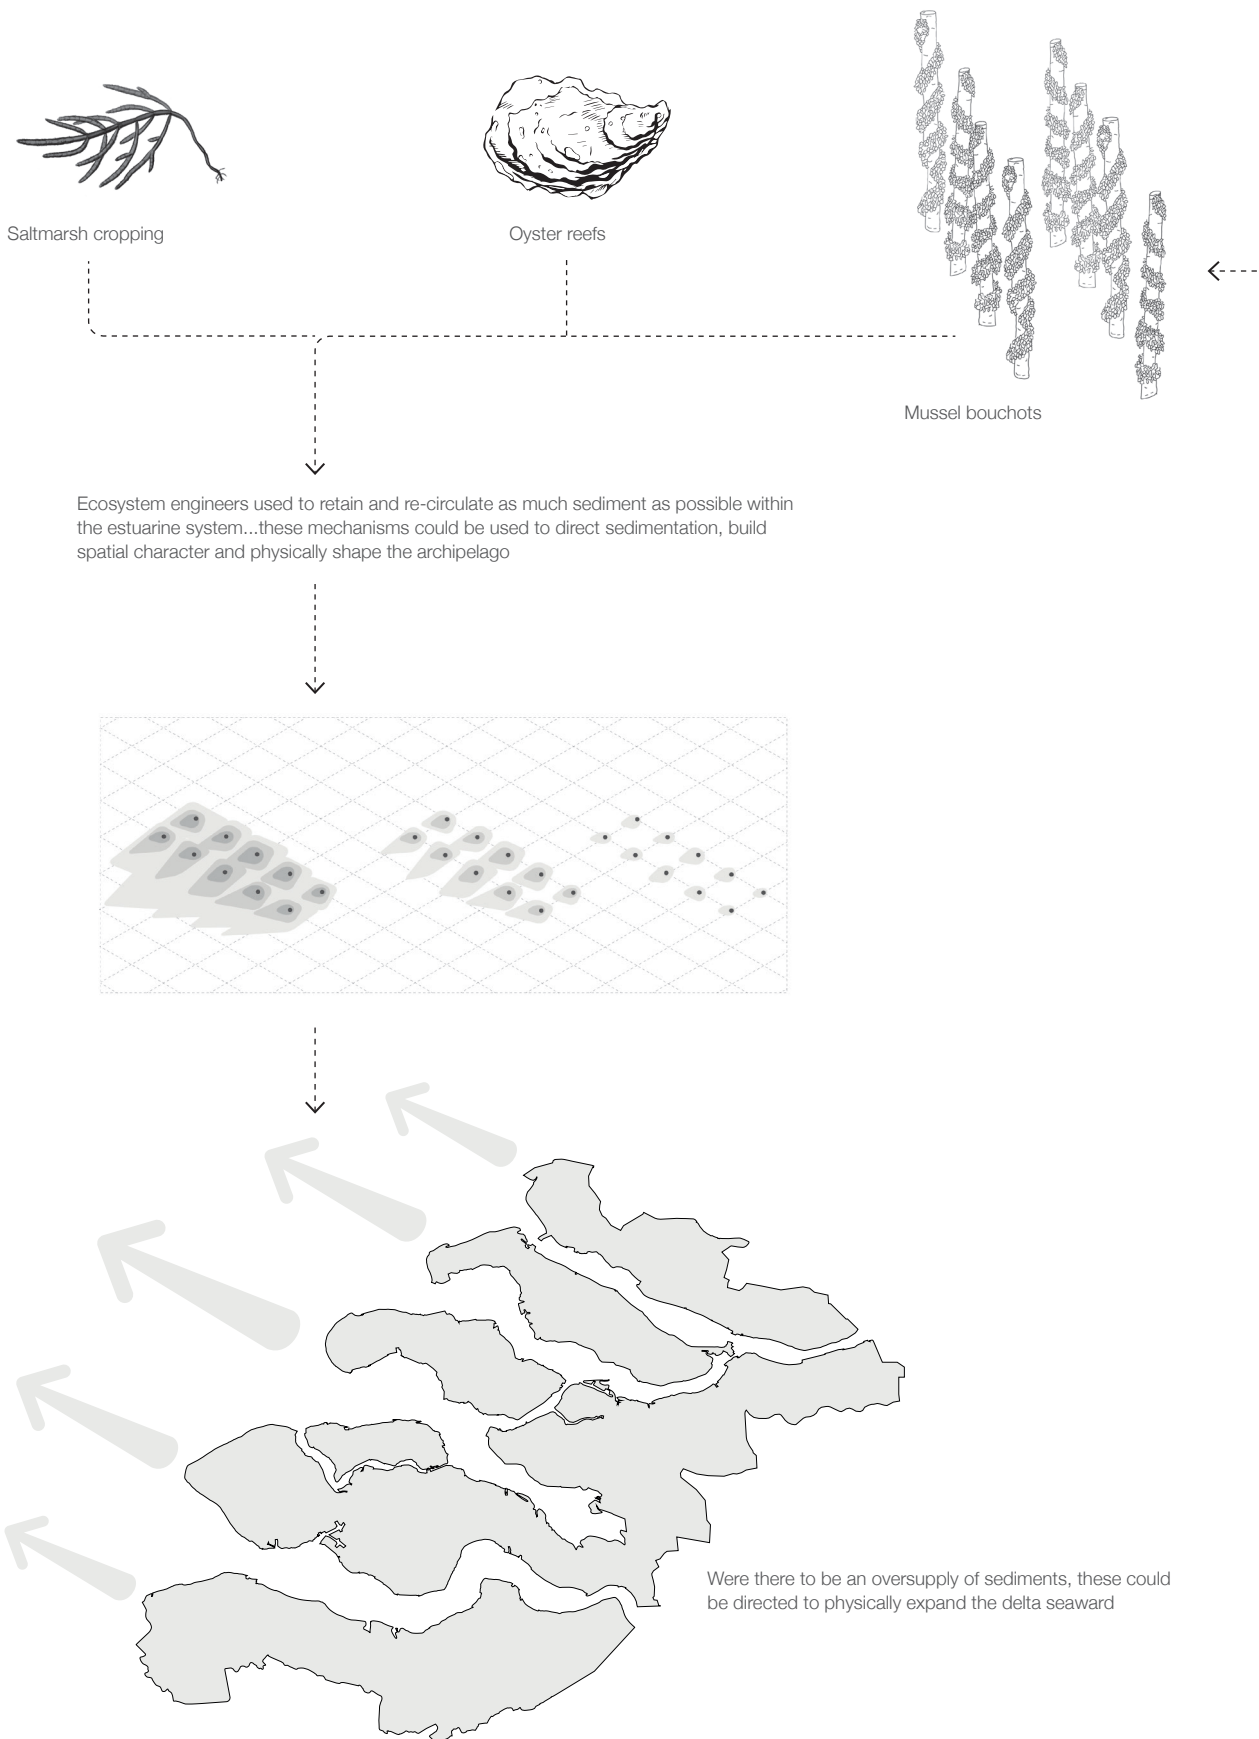 Saltmarsh cropping
Oyster reefs
Mussel bouchots
Ecosystem engineers used to retain and re-circulate as much sediment as possible within
the estuarine system...these mechanisms could be used to direct sedimentation, build
spatial character and physically shape the archipelago
Were there to be an oversupply of sediments, these could
be directed to physically expand the delta seaward